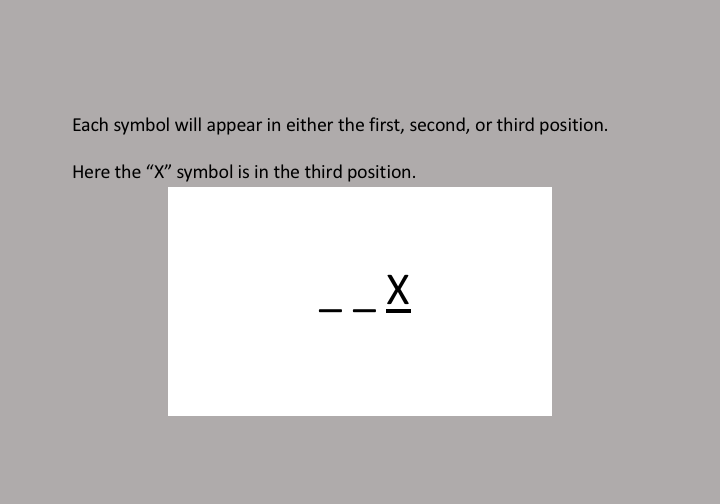 Each symbol will appear in either the first, second, or third position.
Here the “X” symbol is in the third position.
_ _ X